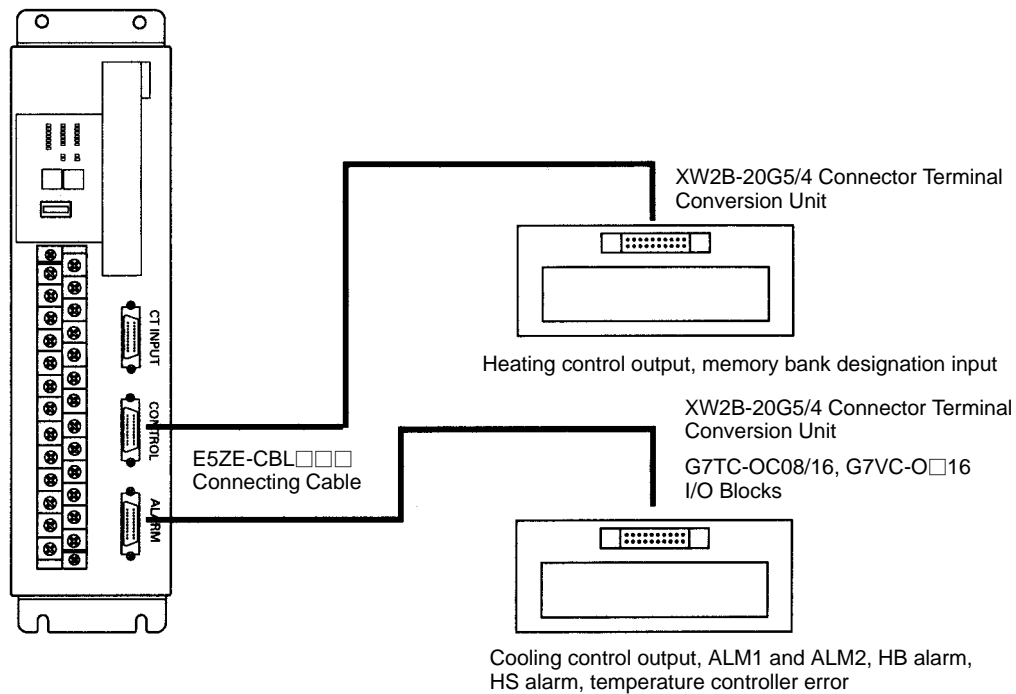 CT INPUT
CONTROL
ALARM
E5ZE-CBL□□□
Connecting Cable
XW2B-20G5/4 Connector Terminal
Conversion Unit
Heating control output, memory bank designation input
XW2B-20G5/4 Connector Terminal
Conversion Unit
G7TC-OC08/16, G7VC-O□16
I/O Blocks
Cooling control output, ALM1 and ALM2, HB alarm,
HS alarm, temperature controller error